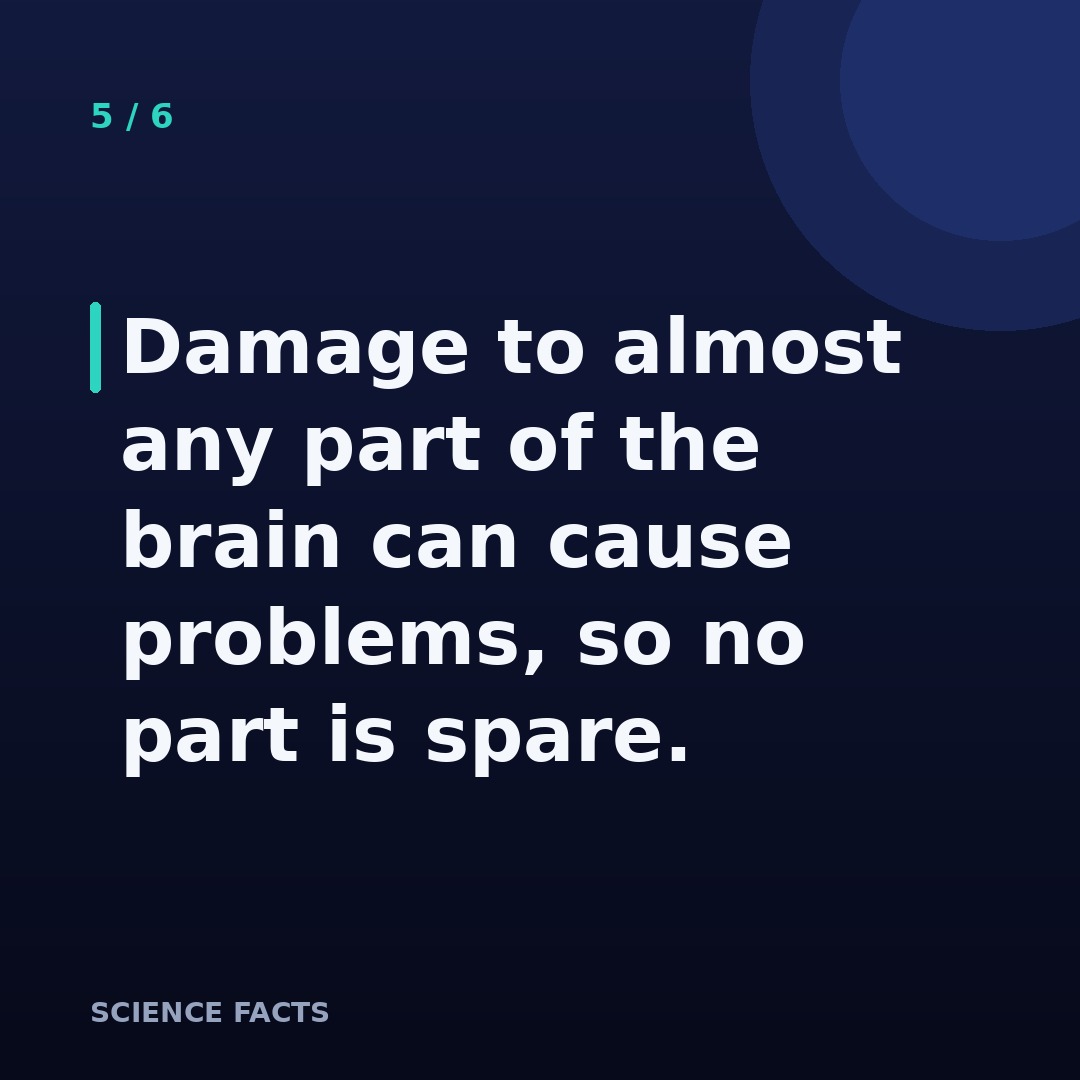 5 / 6
Damage to almost
any part of the
brain can cause
problems, so no
part is spare.
SCIENCE FACTS